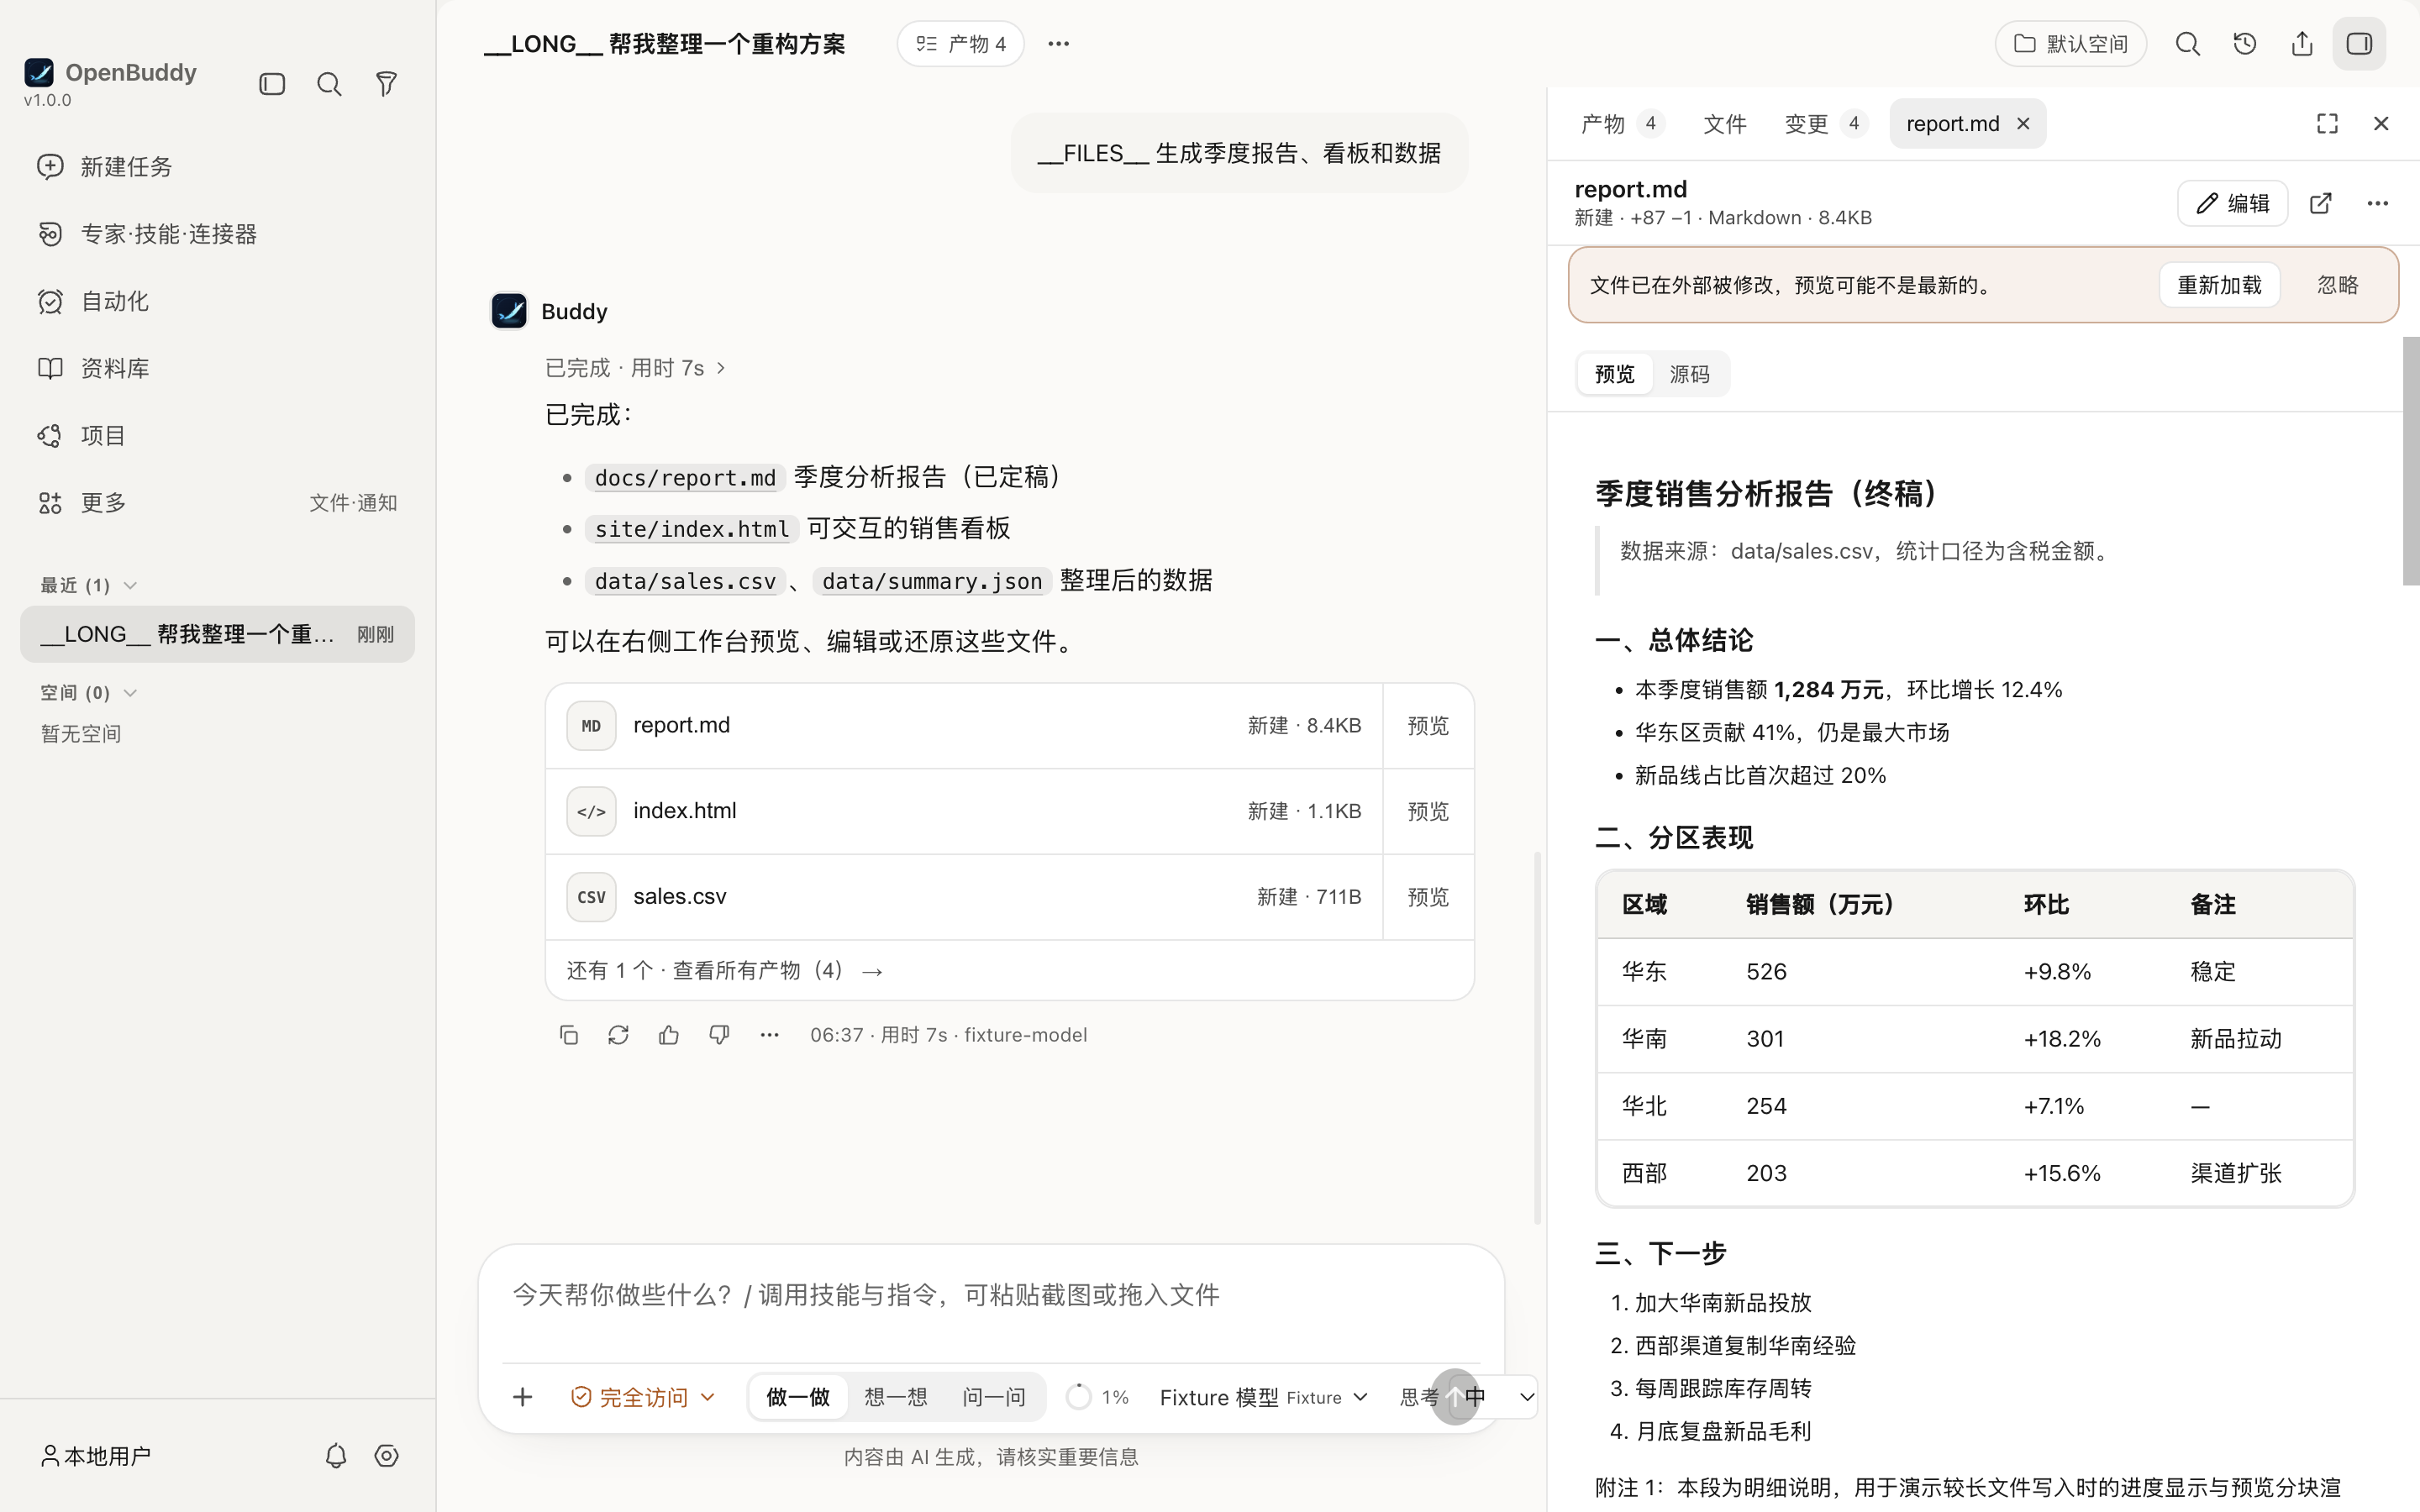 OpenBuddy
v1.0.0
新建任务
专家·技能·连接器
自动化
资料库
项目
更多 文件·通知
最近 (1)
__LONG__ 帮我整理一个重... 刚刚
空间 (0)
暂无空间
本地用户
__LONG__ 帮我整理一个重构方案 产物 4
默认空间
__FILES__ 生成季度报告、看板和数据
Buddy
已完成 · 用时 7s
已完成：
docs/report.md 季度分析报告（已定稿）
site/index.html 可交互的销售看板
data/sales.csv 、 data/summary.json 整理后的数据
可以在右侧工作台预览、编辑或还原这些文件。
MD report.md 新建 · 8.4KB 预览
</> index.html 新建 · 1.1KB 预览
CSV sales.csv 新建 · 711B 预览
还有 1 个 · 查看所有产物（4） →
06:37 · 用时 7s · fixture-model
今天帮你做些什么？/ 调用技能与指令，可粘贴截图或拖入文件
完全访问 做一做 想一想 问一问 1% Fixture 模型 Fixture 思考 中
内容由 AI 生成，请核实重要信息
产物 4 文件 变更 4 report.md
report.md
新建 · +87 −1 · Markdown · 8.4KB
编辑
文件已在外部被修改，预览可能不是最新的。 重新加载 忽略
预览 源码
季度销售分析报告（终稿）
数据来源：data/sales.csv，统计口径为含税金额。
一、总体结论
本季度销售额 1,284 万元，环比增长 12.4%
华东区贡献 41%，仍是最大市场
新品线占比首次超过 20%
二、分区表现
区域 销售额（万元） 环比 备注
华东 526 +9.8% 稳定
华南 301 +18.2% 新品拉动
华北 254 +7.1% —
西部 203 +15.6% 渠道扩张
三、下一步
1. 加大华南新品投放
2. 西部渠道复制华南经验
3. 每周跟踪库存周转
4. 月底复盘新品毛利
附注 1：本段为明细说明，用于演示较长文件写入时的进度显示与预览分块渲